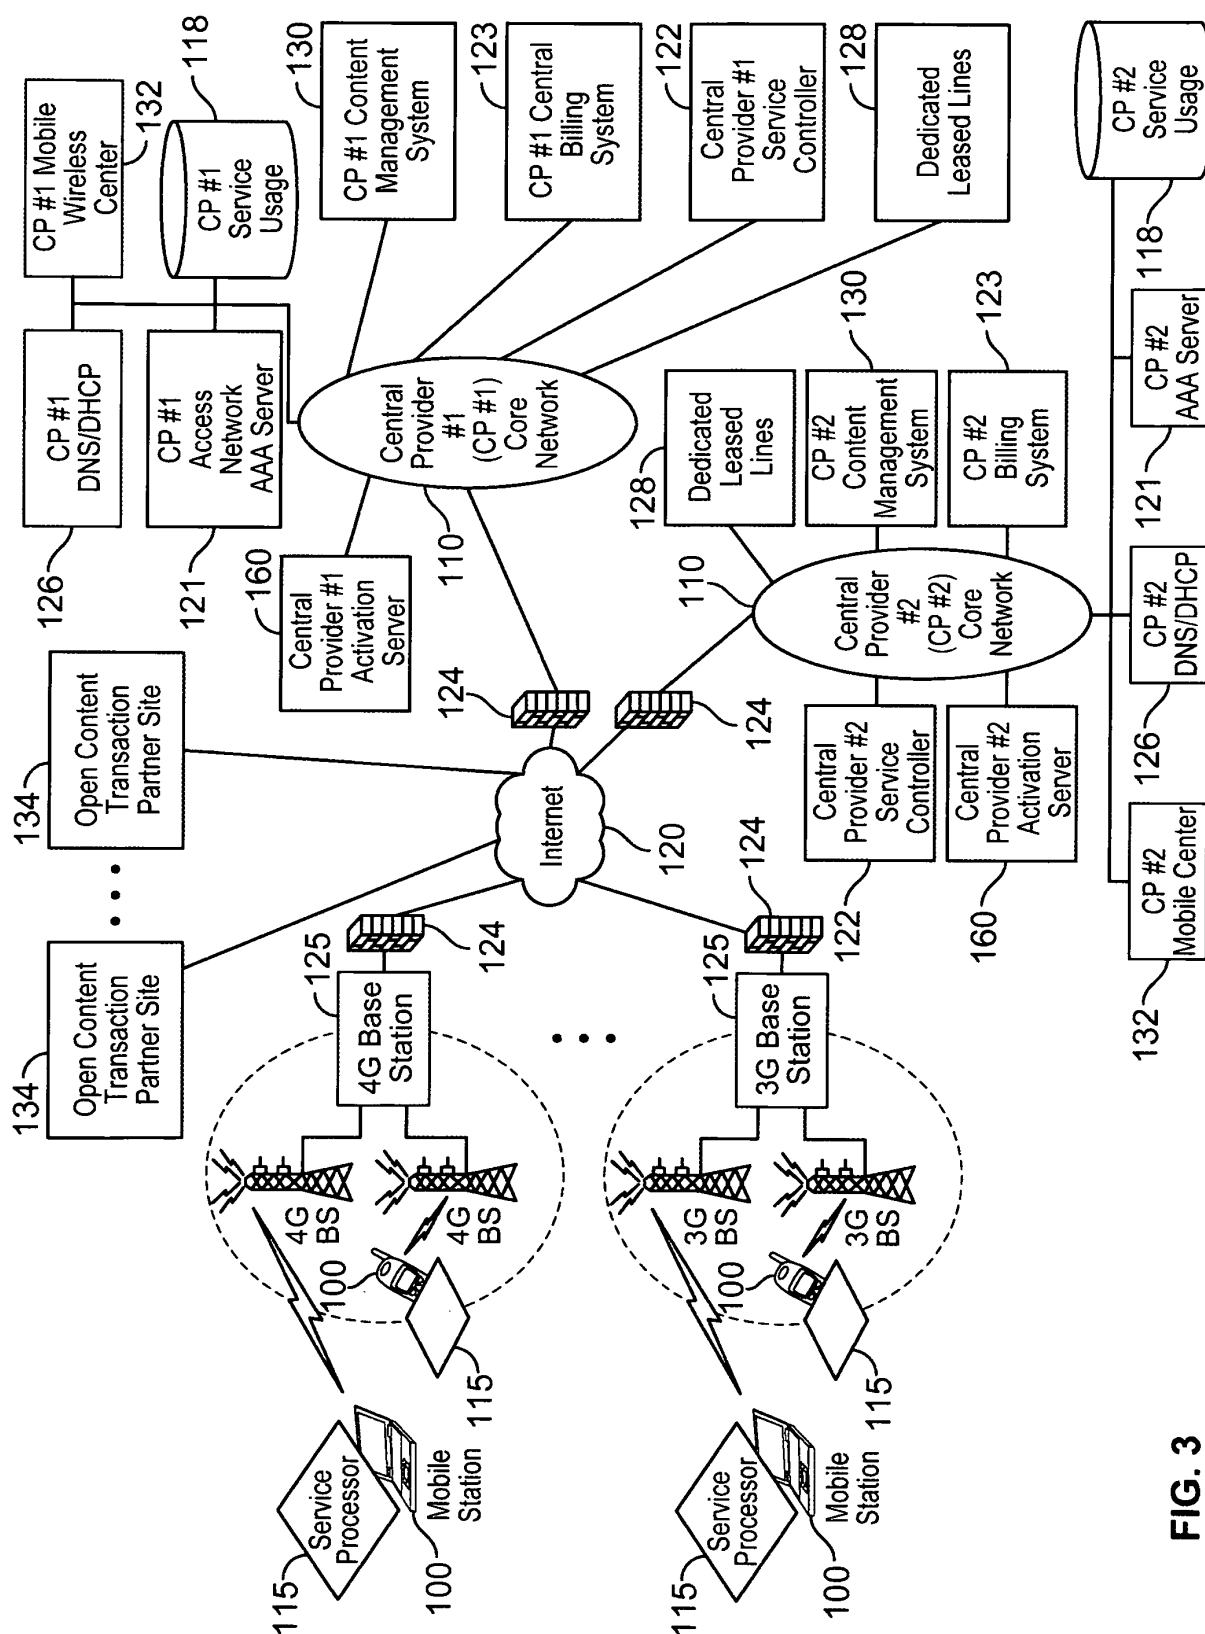 134
Open Content
Transaction
Partner Site
134
Open Content
Transaction
Partner Site
126
CP #1
DNS/DHCP
CP #1 Mobile
Wireless
Center
132
121
CP #1
Access
Network
AAA Server
CP #1
Service
Usage
118
160
Central
Provider #1
Activation
Server
110
Central
Provider
#1
(CP #1)
Core
Network
CP #1 Content
Management
System
130
CP #1 Central
Billing
System
123
Central
Provider #1
Service
Controller
122
Dedicated
Leased Lines
128
115
Service
Processor
100
Mobile
Station
115
100
4G
BS
4G
BS
4G Base
Station
125
124
Internet
120
124
124
115
Service
Processor
100
Mobile
Station
115
100
3G
BS
3G
BS
3G Base
Station
125
124
110
Central
Provider
#2
(CP #2)
Core
Network
128
Dedicated
Leased
Lines
CP #2
Content
Management
System
130
CP #2
Billing
System
123
Central
Provider #2
Service
Controller
122
Central
Provider #2
Activation
Server
160
132
CP #2
Mobile Center
126
CP #2
DNS/DHCP
121
CP #2
AAA Server
118
CP #2
Service
Usage
FIG. 3